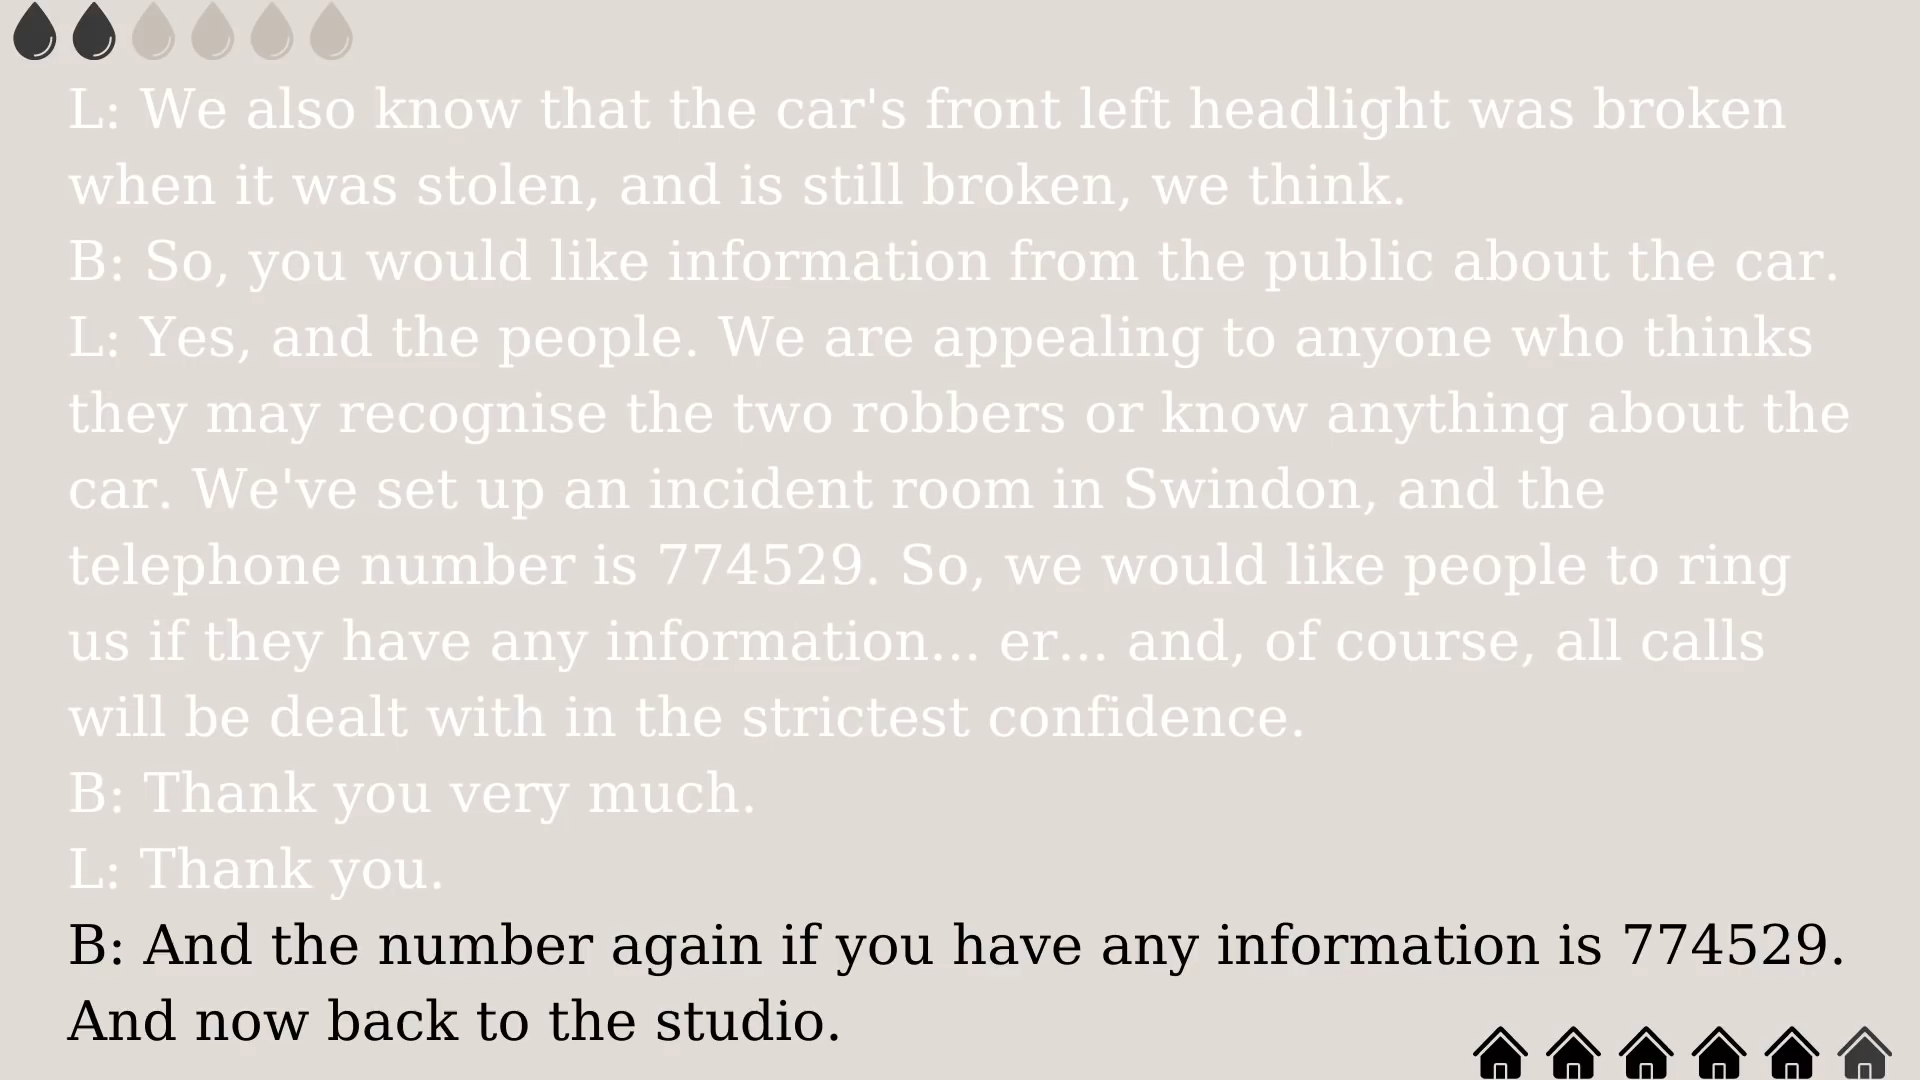 L: We also know that the car's front left headlight was broken
when it was stolen, and is still broken, we think.
B: So, you would like information from the public about the car.
L: Yes, and the people. We are appealing to anyone who thinks
they may recognise the two robbers or know anything about the
car. We've set up an incident room in Swindon, and the
telephone number is 774529. So, we would like people to ring
us if they have any information... er... and, of course, all calls
will be dealt with in the strictest confidence.
B: Thank you very much.
L: Thank you.
B: And the number again if you have any information is 774529.
And now back to the studio.